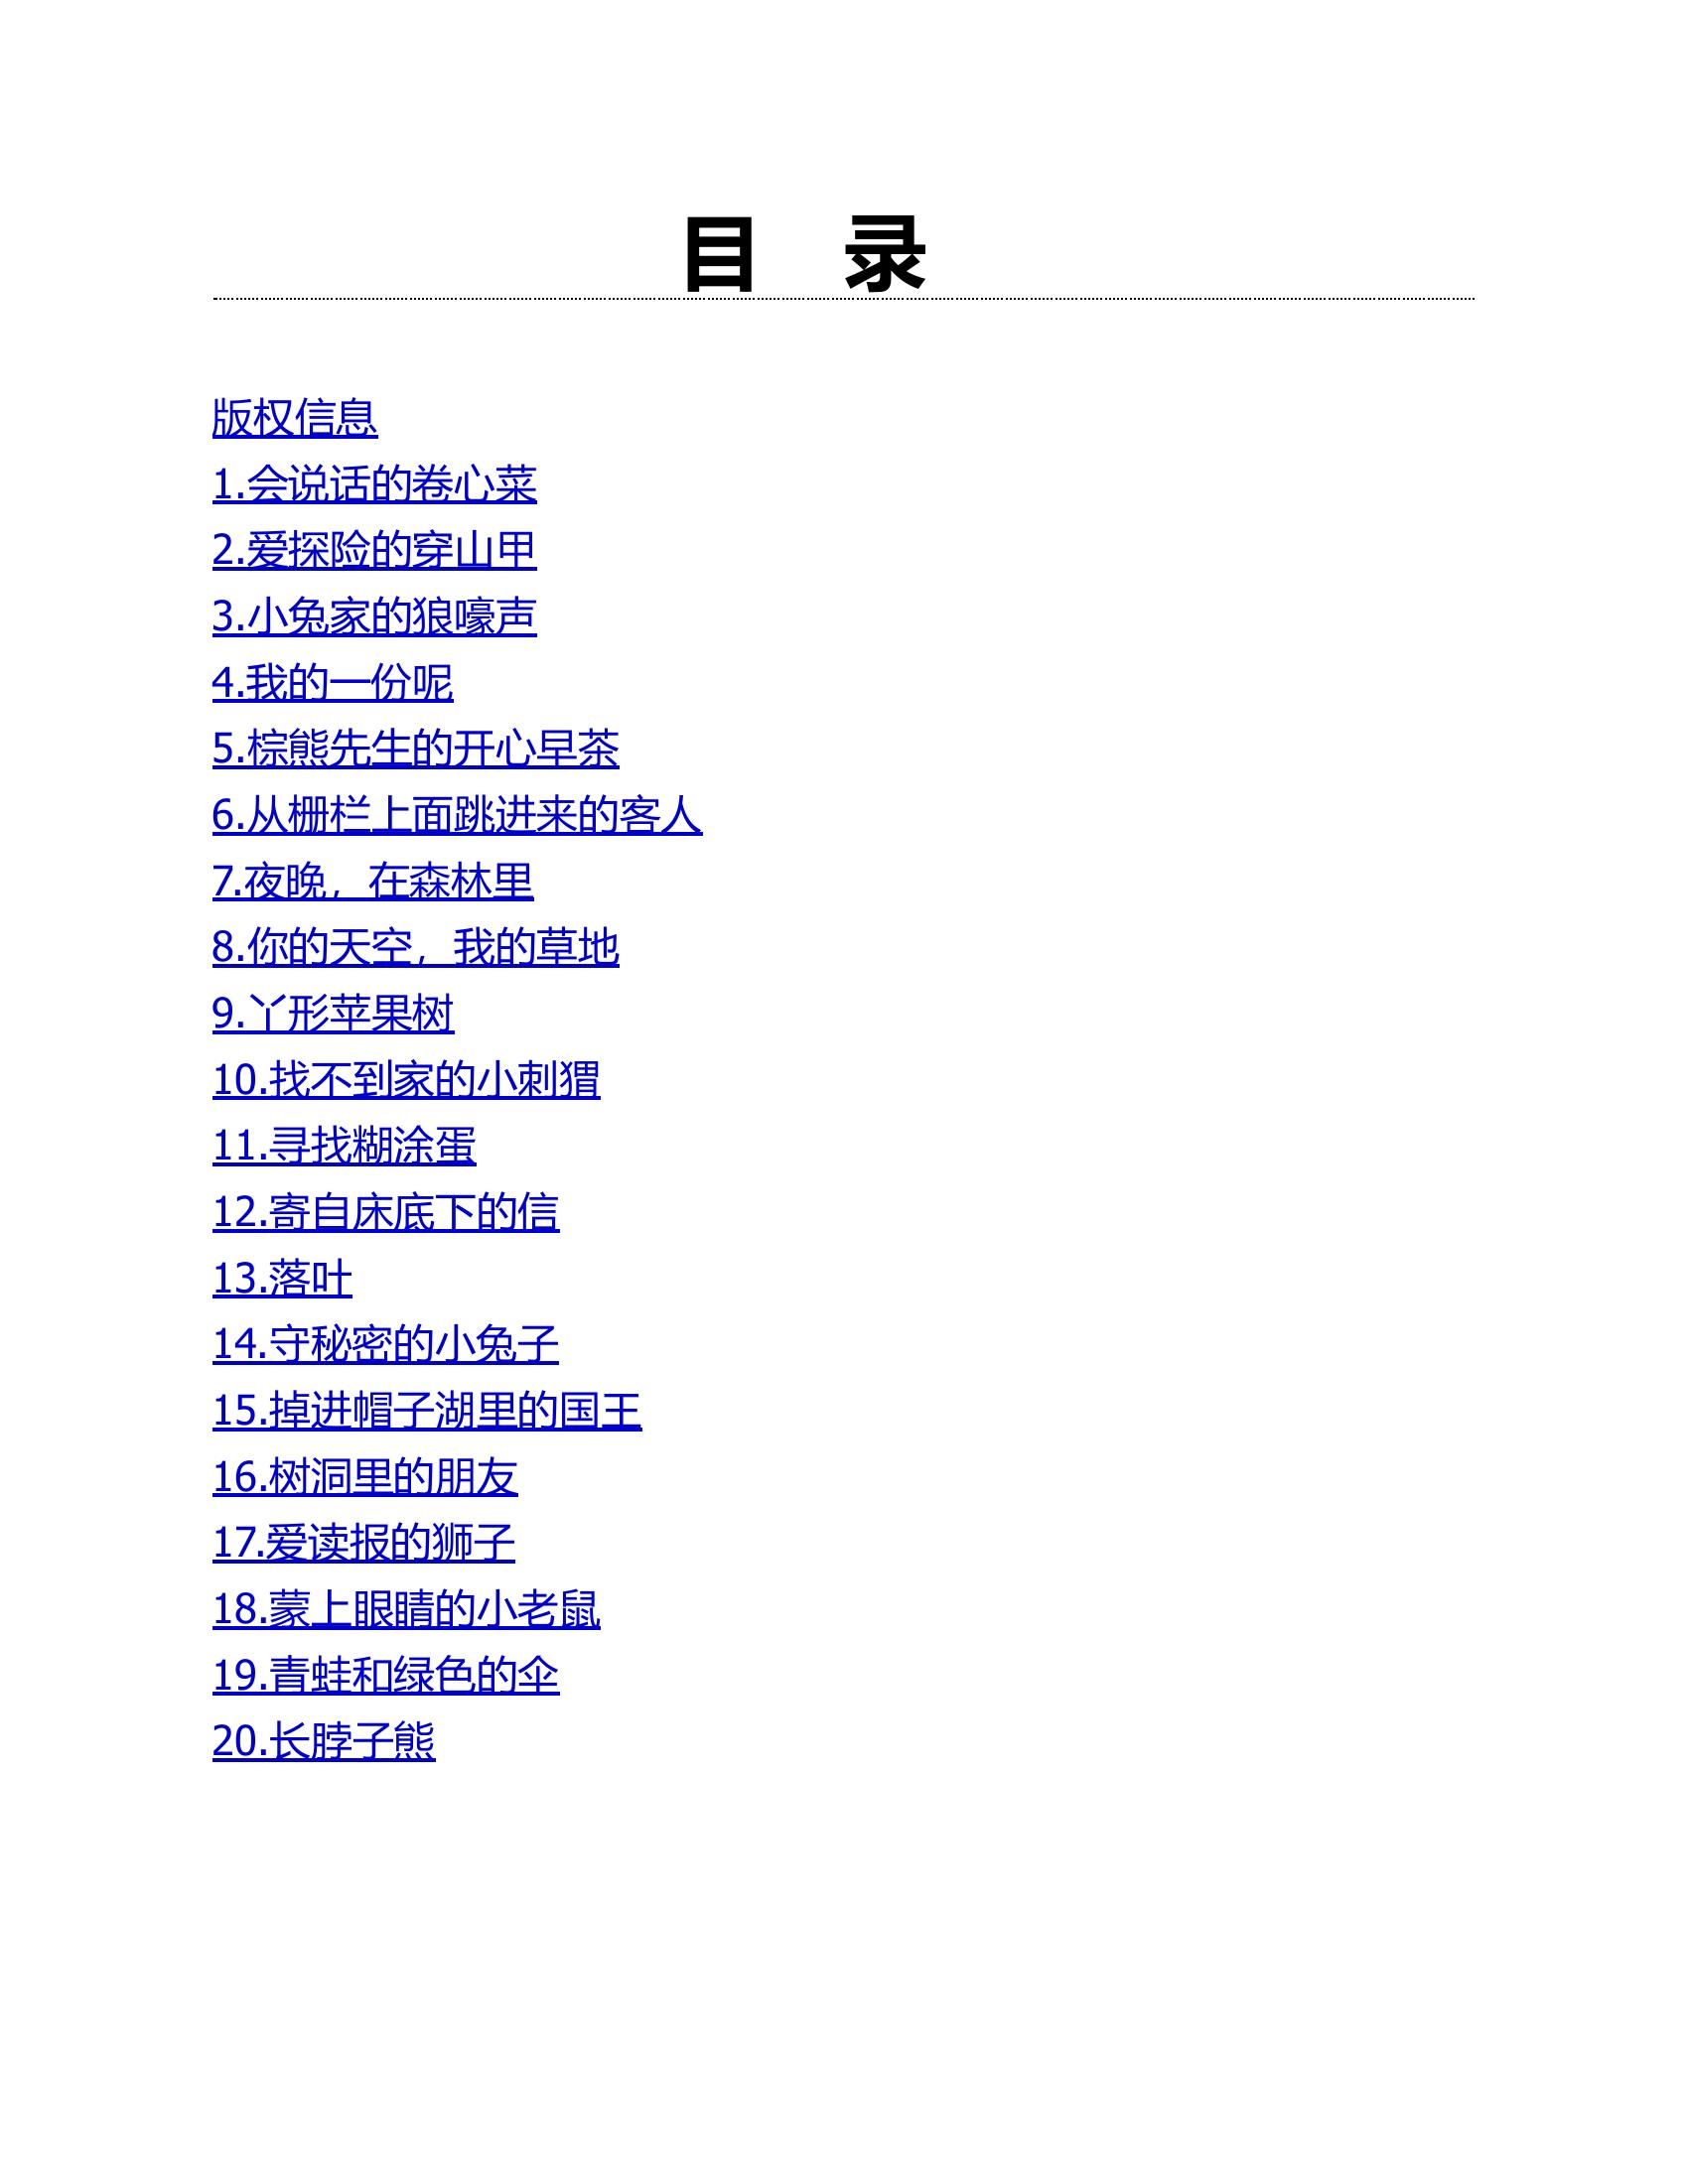 目 录
版权信息
1.会说话的卷心菜
2.爱探险的穿山甲
3.小兔家的狼嚎声
4.我的一份呢
5.棕熊先生的开心早茶
6.从栅栏上面跳进来的客人
7.夜晚，在森林里
8.你的天空，我的草地
9.丫形苹果树
10.找不到家的小刺猬
11.寻找糊涂蛋
12.寄自床底下的信
13.落叶
14.守秘密的小兔子
15.掉进帽子湖里的国王
16.树洞里的朋友
17.爱读报的狮子
18.蒙上眼睛的小老鼠
19.青蛙和绿色的伞
20.长脖子熊